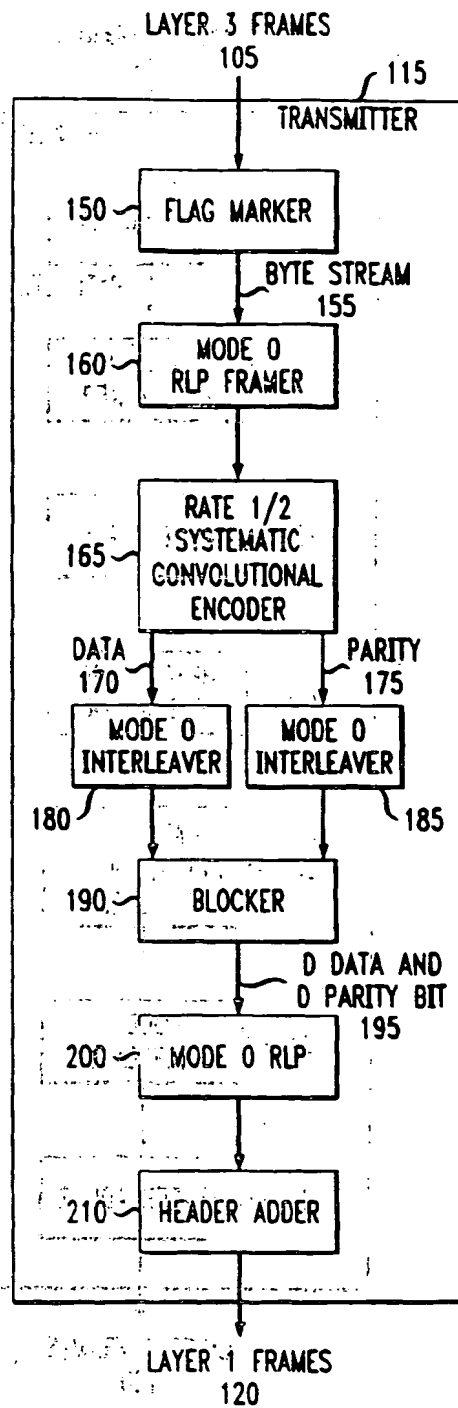 LAYER 3 FRAMES
105
115
TRANSMITTER
150
FLAG MARKER
BYTE STREAM
155
160
MODE 0
RLP FRAMER
165
RATE 1/2
SYSTEMATIC
CONVOLUTIONAL
ENCODER
DATA
170
PARITY
175
MODE 0
INTERLEAVER
180
MODE 0
INTERLEAVER
185
190
BLOCKER
D DATA AND
D PARITY BIT
195
200
MODE 0 RLP
210
HEADER ADDER
LAYER 1 FRAMES
120